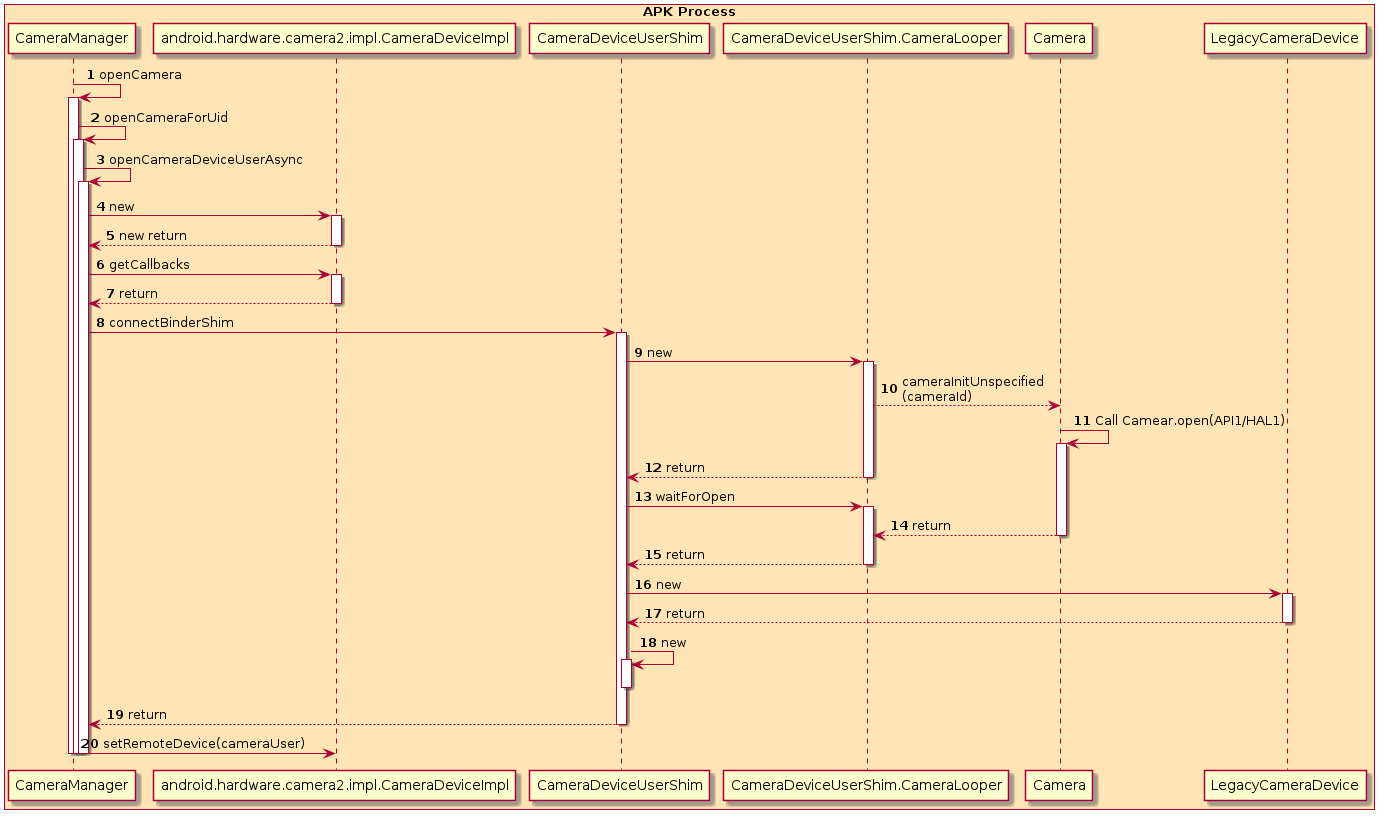 APK Process
CameraManager
android.hardware.camera2.impl.CameraDeviceImpl
CameraDeviceUserShim
CameraDeviceUserShim.CameraLooper
Camera
LegacyCameraDevice
1 openCamera
2 openCameraForUid
3 openCameraDeviceUserAsync
4 new
5 new return
6 getCallbacks
7 return
8 connectBinderShim
9 new
10 cameraInitUnspecified
(cameraId)
11 Call Camear.open(API1/HAL1)
12 return
13 waitForOpen
14 return
15 return
16 new
17 return
18 new
19 return
20 setRemoteDevice(cameraUser)
CameraManager
android.hardware.camera2.impl.CameraDeviceImpl
CameraDeviceUserShim
CameraDeviceUserShim.CameraLooper
Camera
LegacyCameraDevice